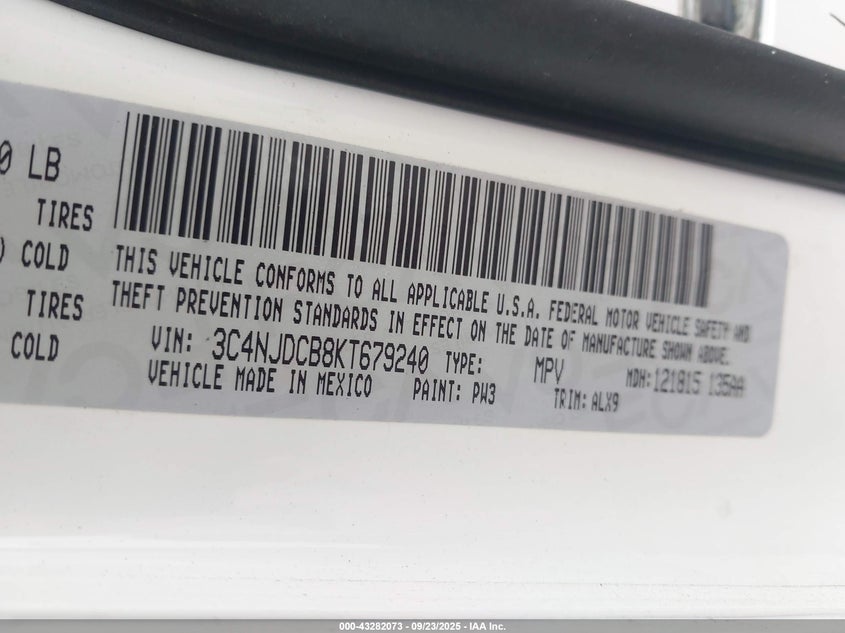 0 LB
TIRES
) COLD
TIRES
COLD
THIS VEHICLE CONFORMS TO ALL APPLICABLE U.S.A. FEDERAL MOTOR VEHICLE SAFETY AND
THEFT PREVENTION STANDARDS IN EFFECT ON THE DATE OF MANUFACTURE SHOWN ABOVE.
VIN: 3C4NJDCB8KT679240 TYPE: MPV MDH: 121815 135AA
VEHICLE MADE IN MEXICO PAINT: PW3 TRIM: ALX9
000-43282073 - 09/23/2025 - IAA Inc.